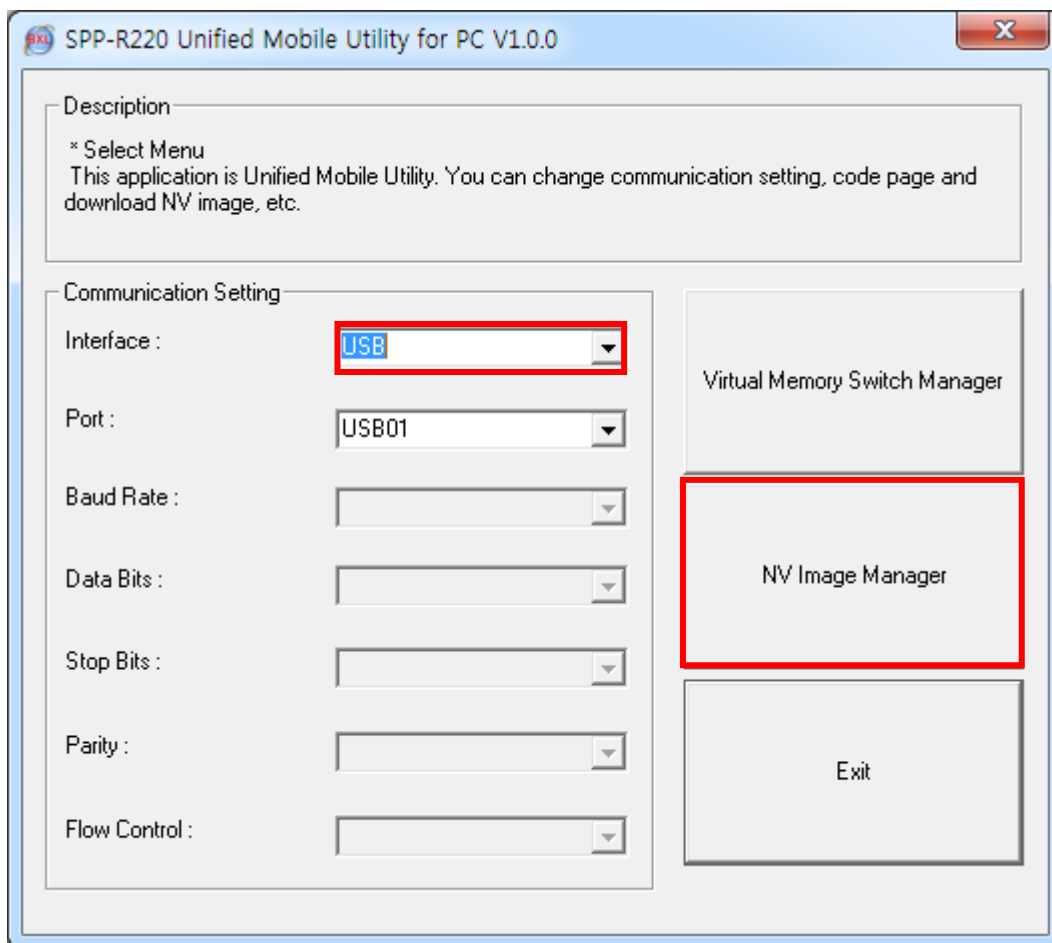 BXL SPP-R220 Unified Mobile Utility for PC V1.0.0
Description
* Select Menu
This application is Unified Mobile Utility. You can change communication setting, code page and
download NV image, etc.
Communication Setting
Interface :
USB
Port :
USB01
Baud Rate :
Data Bits :
Stop Bits :
Parity :
Flow Control :
Virtual Memory Switch Manager
NV Image Manager
Exit